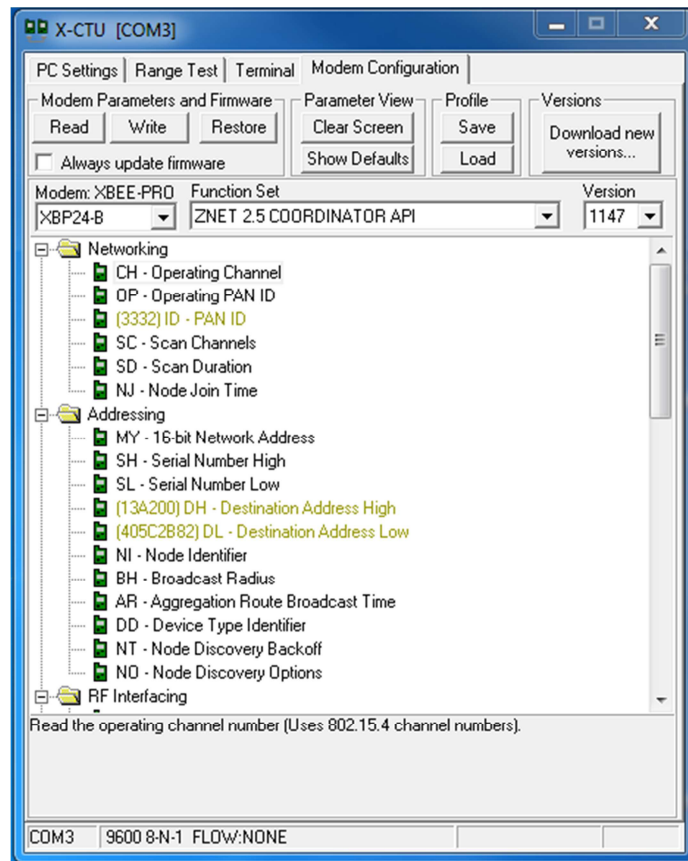 X-CTU [COM3]
PC Settings Range Test Terminal Modem Configuration
Modem Parameters and Firmware Parameter View Profile Versions
Read Write Restore Clear Screen Save Download new versions...
Always update firmware Show Defaults Load
Modem: XBEE-PRO Function Set Version
XBP24-B ZNET 2.5 COORDINATOR API 1147
Networking
CH - Operating Channel
OP - Operating PAN ID
(3332) ID - PAN ID
SC - Scan Channels
SD - Scan Duration
NJ - Node Join Time
Addressing
MY - 16-bit Network Address
SH - Serial Number High
SL - Serial Number Low
(13A200) DH - Destination Address High
(405C2B82) DL - Destination Address Low
NI - Node Identifier
BH - Broadcast Radius
AR - Aggregation Route Broadcast Time
DD - Device Type Identifier
NT - Node Discovery Backoff
NO - Node Discovery Options
RF Interfacing
Read the operating channel number (Uses 802.15.4 channel numbers).
COM3 9600 8-N-1 FLOW:NONE